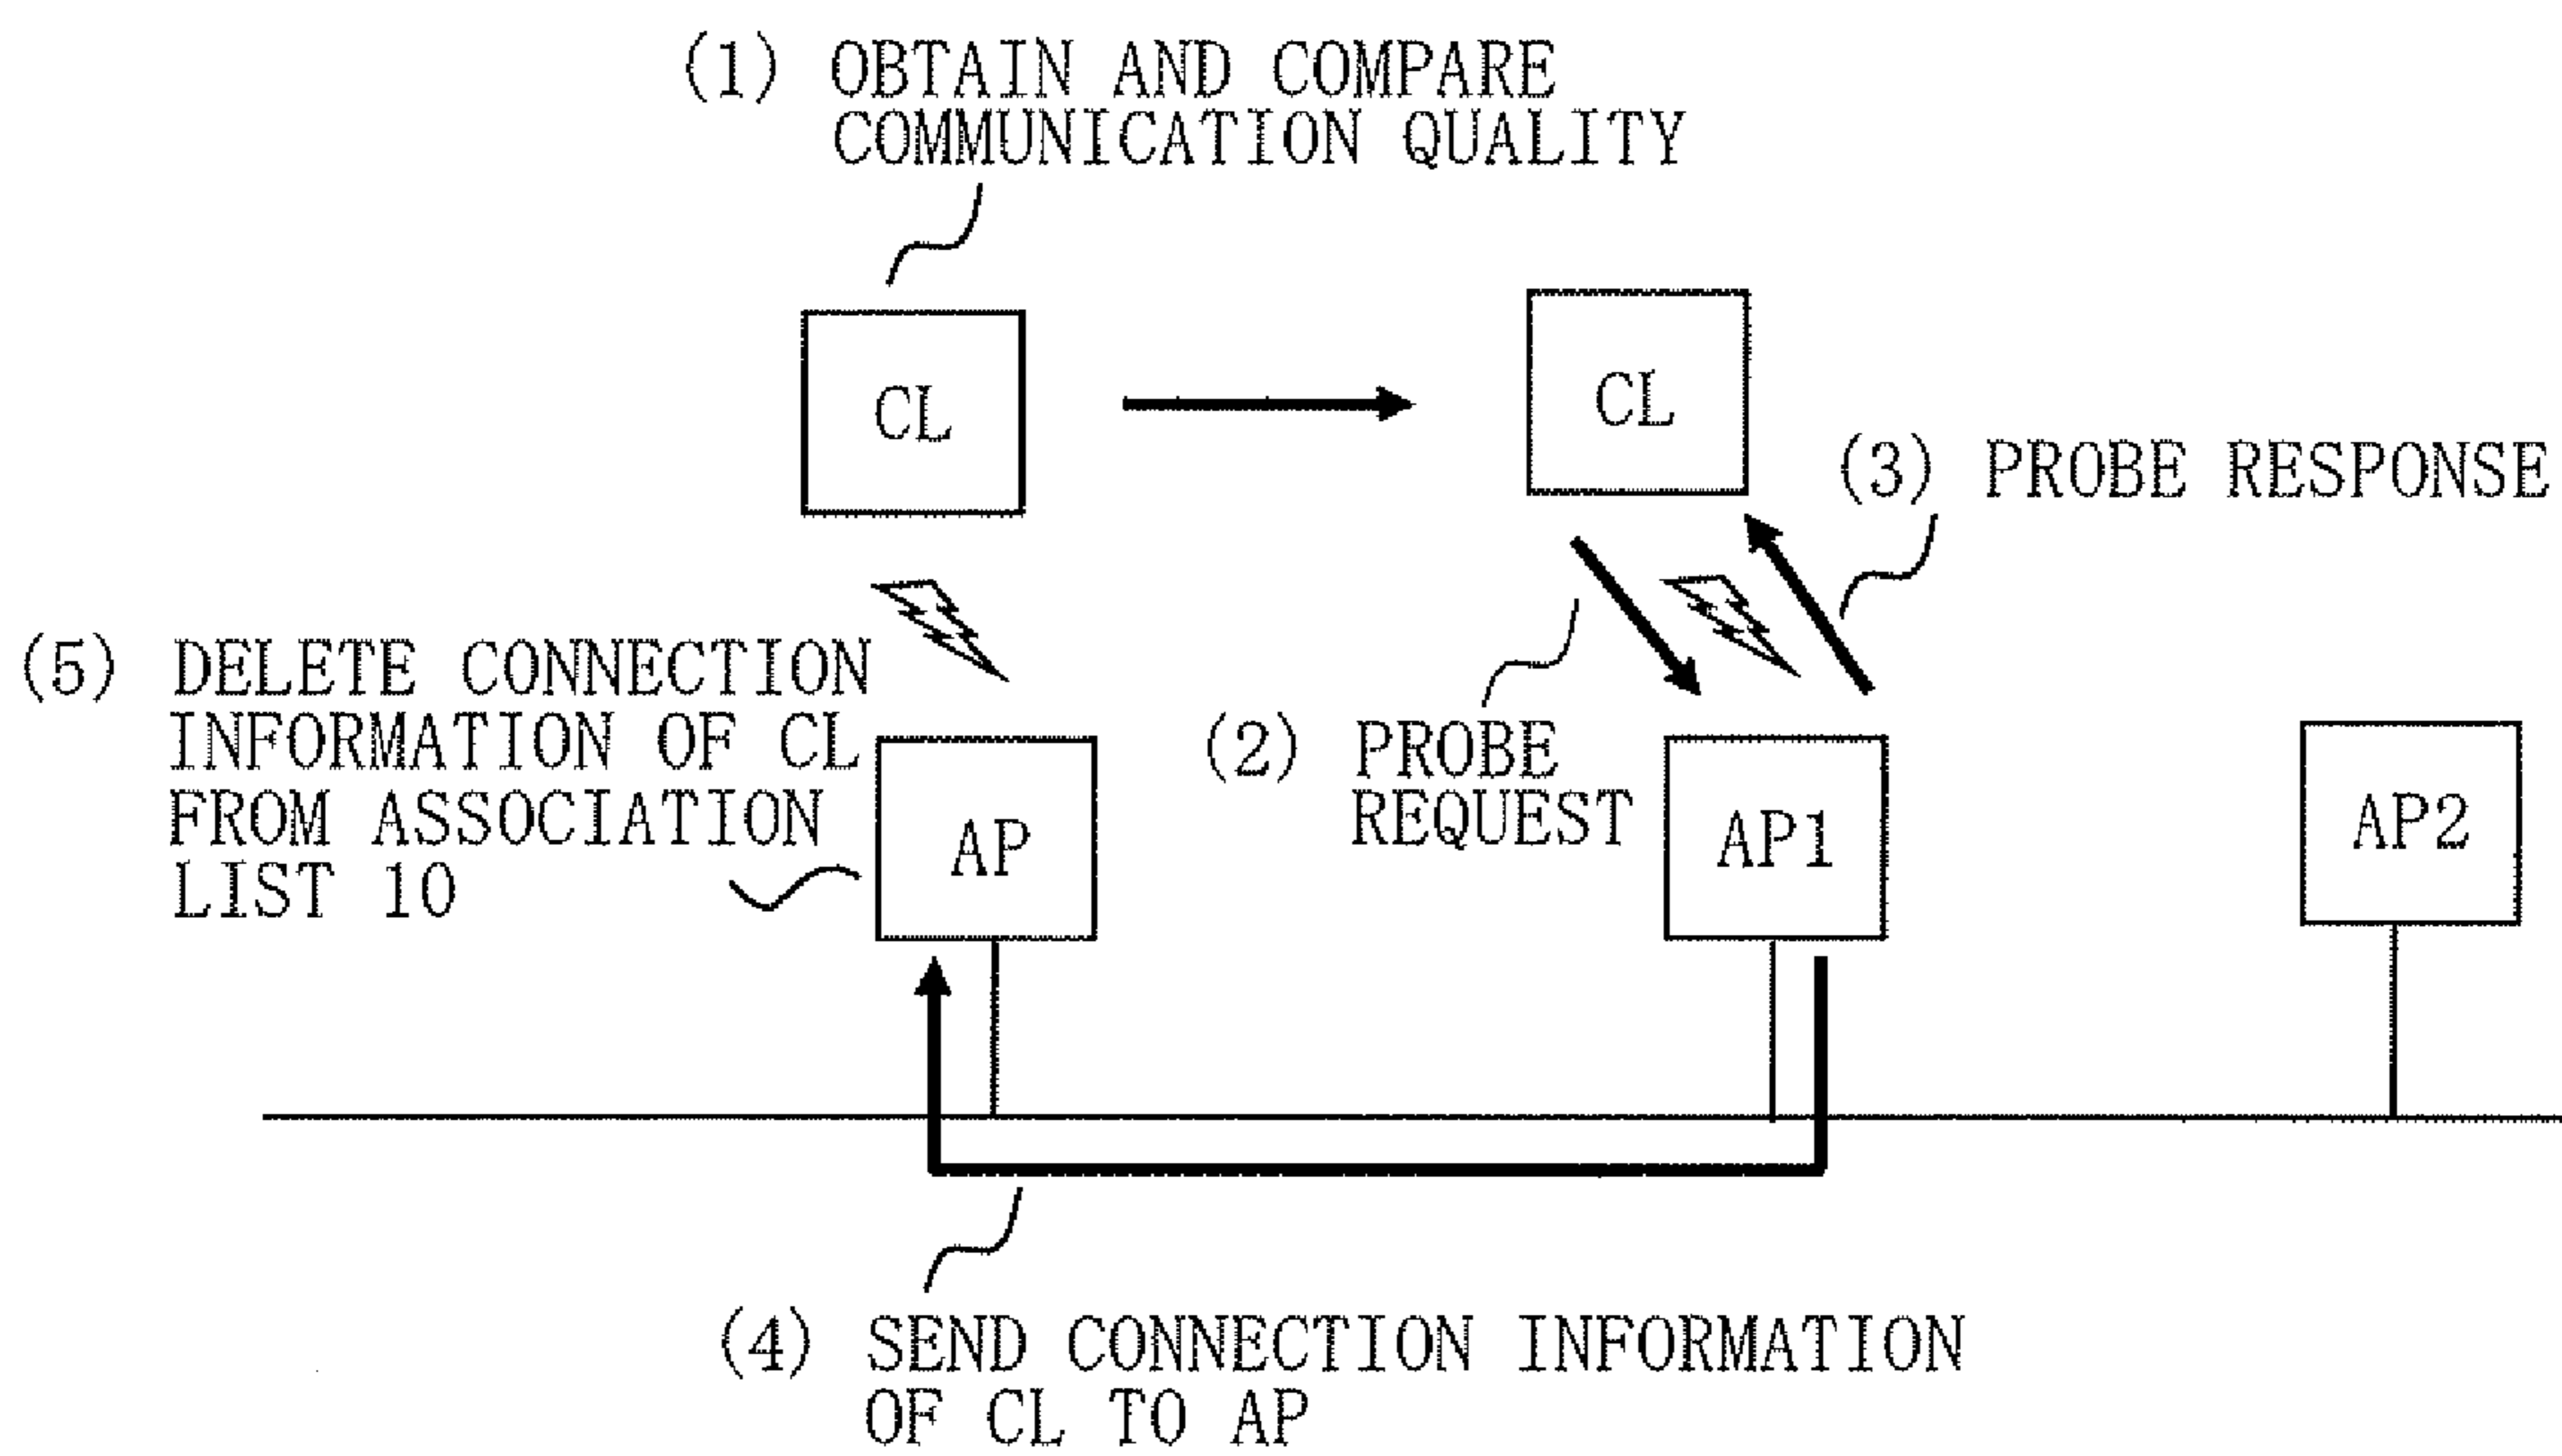 (1) OBTAIN AND COMPARE
COMMUNICATION QUALITY
CL
CL
(3) PROBE RESPONSE
(5) DELETE CONNECTION
INFORMATION OF CL
FROM ASSOCIATION
LIST 10
AP
(2) PROBE
REQUEST
AP1
AP2
(4) SEND CONNECTION INFORMATION
OF CL TO AP